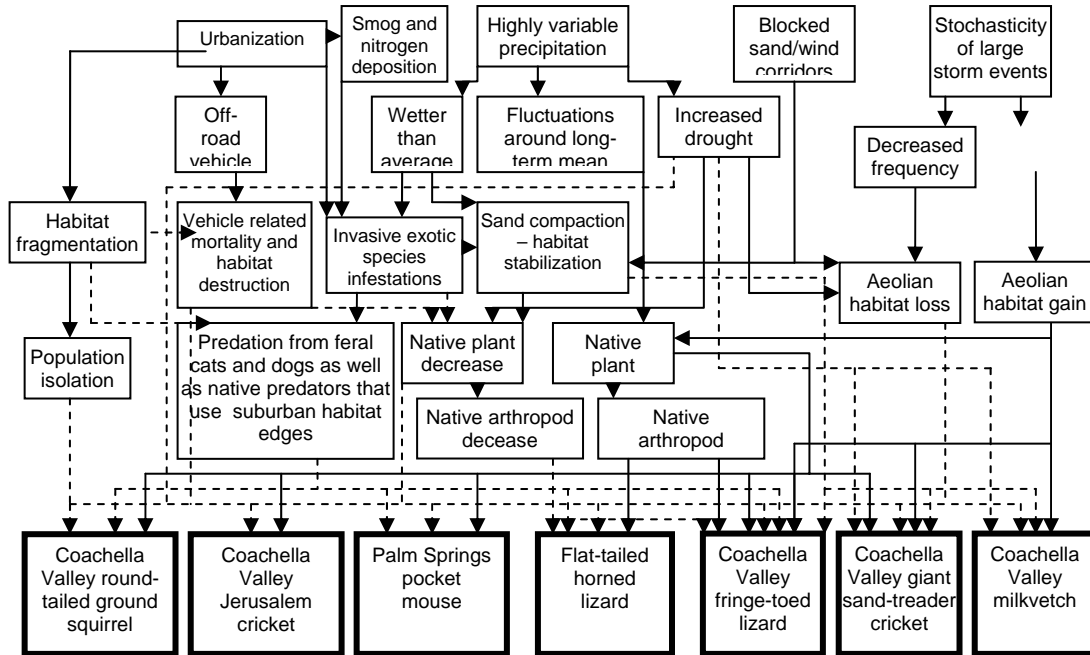 Urbanization
Smog and
nitrogen
deposition
Highly variable
precipitation
Blocked
sand/wind
corridors
Stochasticity
of large
storm events
Off-
road
vehicle
Wetter
than
average
Fluctuations
around long-
term mean
Increased
drought
Decreased
frequency
Habitat
fragmentation
Vehicle related
mortality and
habitat
destruction
Invasive exotic
species
infestations
Sand compaction
– habitat
stabilization
Aeolian
habitat loss
Aeolian
habitat gain
Population
isolation
Predation from feral
cats and dogs as well
as native predators that
use suburban habitat
edges
Native plant
decrease
Native
plant
Native arthropod
decease
Native
arthropod
Coachella
Valley round-
tailed ground
squirrel
Coachella
Valley
Jerusalem
cricket
Palm Springs
pocket
mouse
Flat-tailed
horned
lizard
Coachella
Valley
fringe-toed
lizard
Coachella
Valley giant
sand-treader
cricket
Coachella
Valley
milkvetch